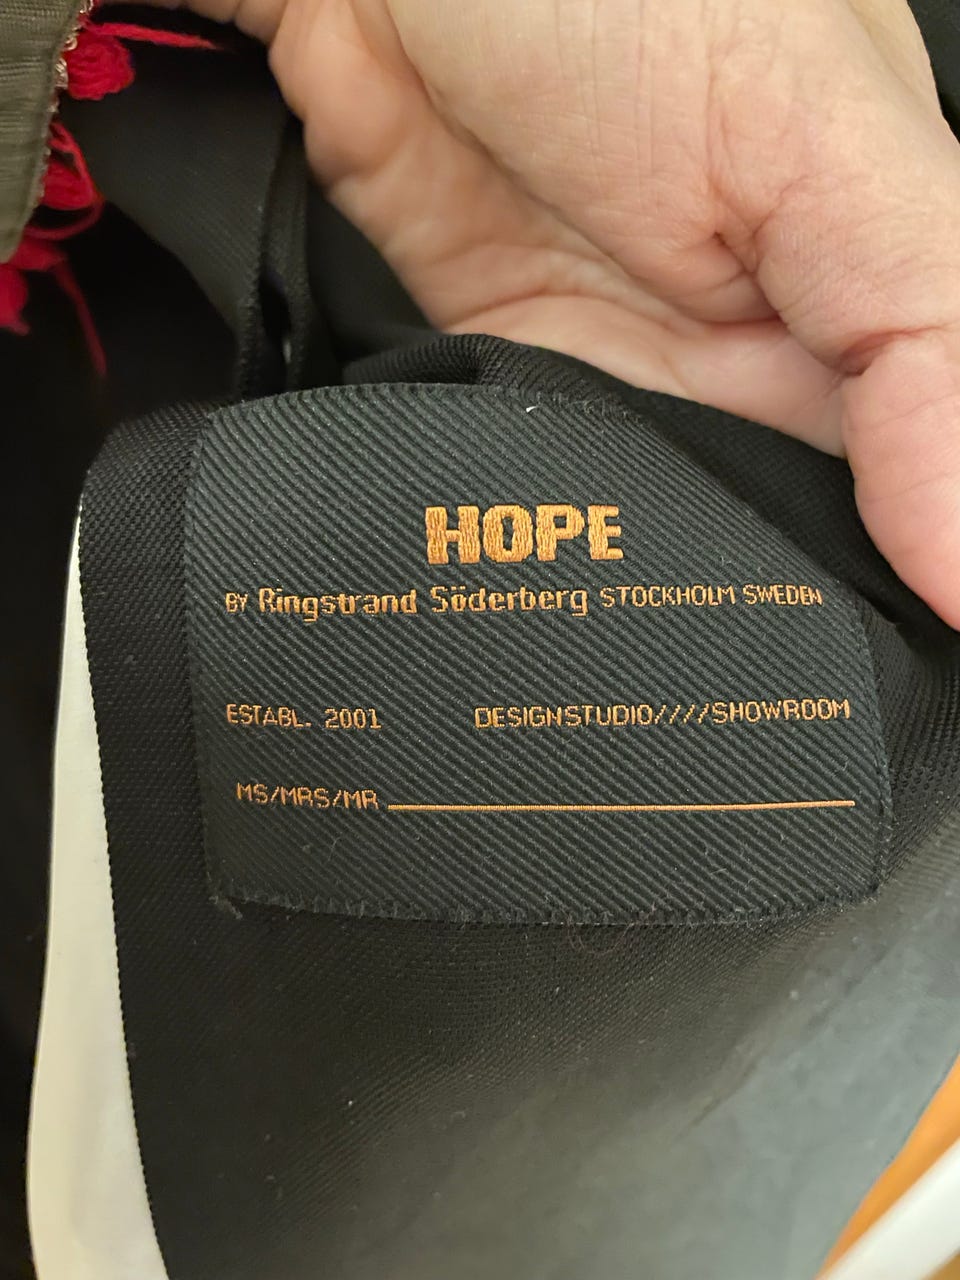 HOPE
BY Ringstrand Söderberg STOCKHOLM SWEDEN
ESTABL. 2001 DESIGNSTUDIO////SHOWROOM
MS/MRS/MR